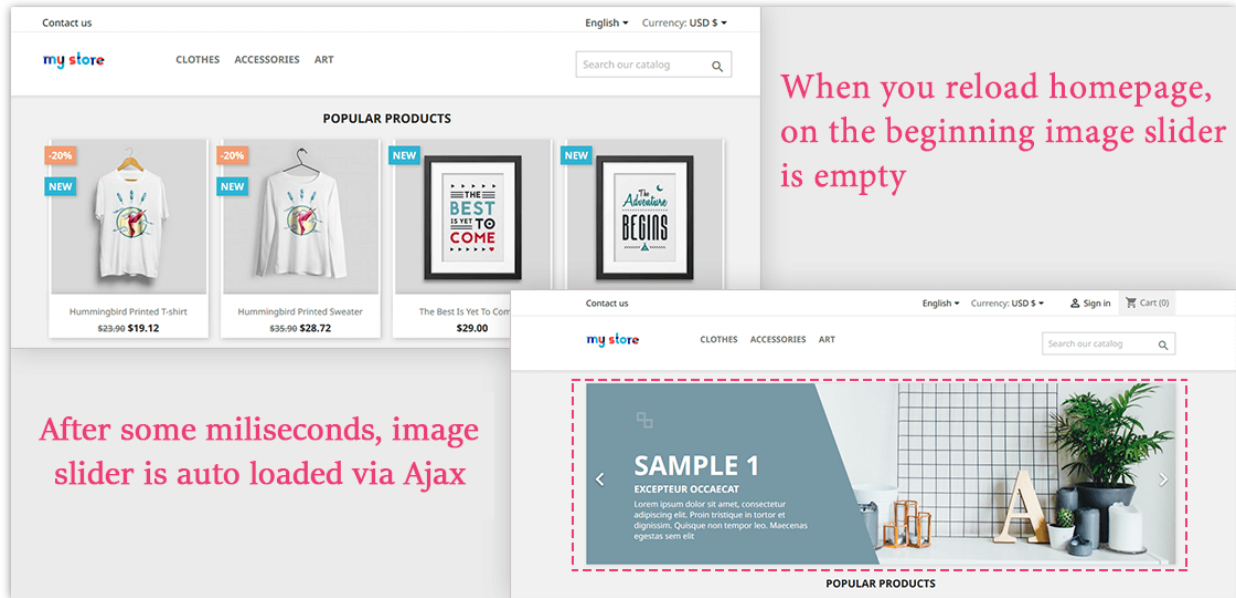 Contact us
English
Currency: USD $
my store
CLOTHES ACCESSORIES ART
Search our catalog
POPULAR PRODUCTS
-20%
NEW
-20%
NEW
NEW
THE
BEST
IS YET TO
COME
NEW
The
Adventure
BEGINS
Hummingbird Printed T-shirt
$23.90 $19.12
Hummingbird Printed Sweater
$35.90 $28.72
The Best Is Yet To Com
$29.00
When you reload homepage,
on the beginning image slider
is empty
After some miliseconds, image
slider is auto loaded via Ajax
Contact us
English
Currency: USD $
Sign in
Cart (0)
my store
CLOTHES ACCESSORIES ART
Search our catalog
SAMPLE 1
EXCEPTEUR OCCAECAT
Lorem ipsum dolor sit amet, consectetur
adipiscing elit. Proin tristique in tortor et
dignissim. Quisque non tempor leo. Maecenas
egestas sem elit
A
POPULAR PRODUCTS